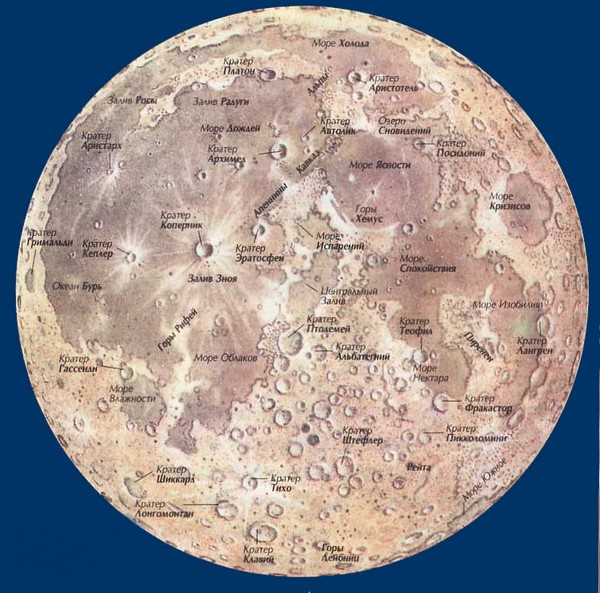 Море Холода
Кратер
Платон
Альпы
Кратер
Аристотель
Залив Росы
Залив Радуги
Море Дождей
Кратер
Автолик
Озеро
Сновидений
Кратер
Аристарх
Кратер
Архимед
Кавказ
Кратер
Посидоний
Море Ясности
Апеннины
Море
Кризисов
Горы
Хемус
Кратер
Коперник
Кратер
Гримальди
Кратер
Кеплер
Кратер
Эратосфен
Море
Испарений
Море
Спокойствия
Залив Зноя
Океан Бурь
Центральный
Залив
Море Изобилия
Горы Рифей
Кратер
Птолемей
Кратер
Теофил
Пиренеи
Кратер
Лангрен
Кратер
Гассенди
Море Облаков
Кратер
Альбатегний
Море
Нектара
Море
Влажности
Кратер
Фракастор
Кратер
Штефлер
Кратер
Пикколомини
Кратер
Шиккард
Кратер
Тихо
Рейта
Море Южное
Кратер
Лонгомонтан
Кратер
Клавий
Горы
Лейбниц